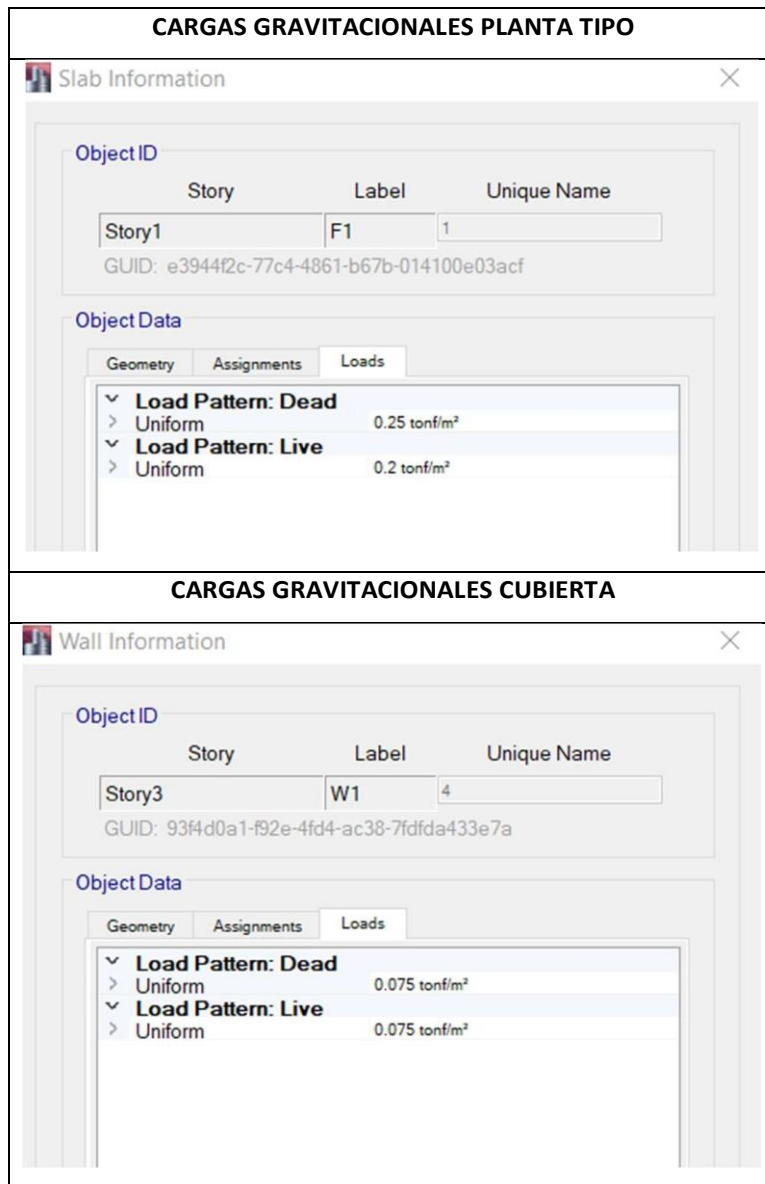 CARGAS GRAVITACIONALES PLANTA TIPO
Slab Information
Object ID
Story Label Unique Name
Story1 F1 1
GUID: e3944f2c-77c4-4861-b67b-014100e03acf
Object Data
Geometry Assignments Loads
Load Pattern: Dead
Uniform 0.25 tonf/m²
Load Pattern: Live
Uniform 0.2 tonf/m²
CARGAS GRAVITACIONALES CUBIERTA
Wall Information
Object ID
Story Label Unique Name
Story3 W1 4
GUID: 93f4d0a1-f92e-4fd4-ac38-7fdfda433e7a
Object Data
Geometry Assignments Loads
Load Pattern: Dead
Uniform 0.075 tonf/m²
Load Pattern: Live
Uniform 0.075 tonf/m²